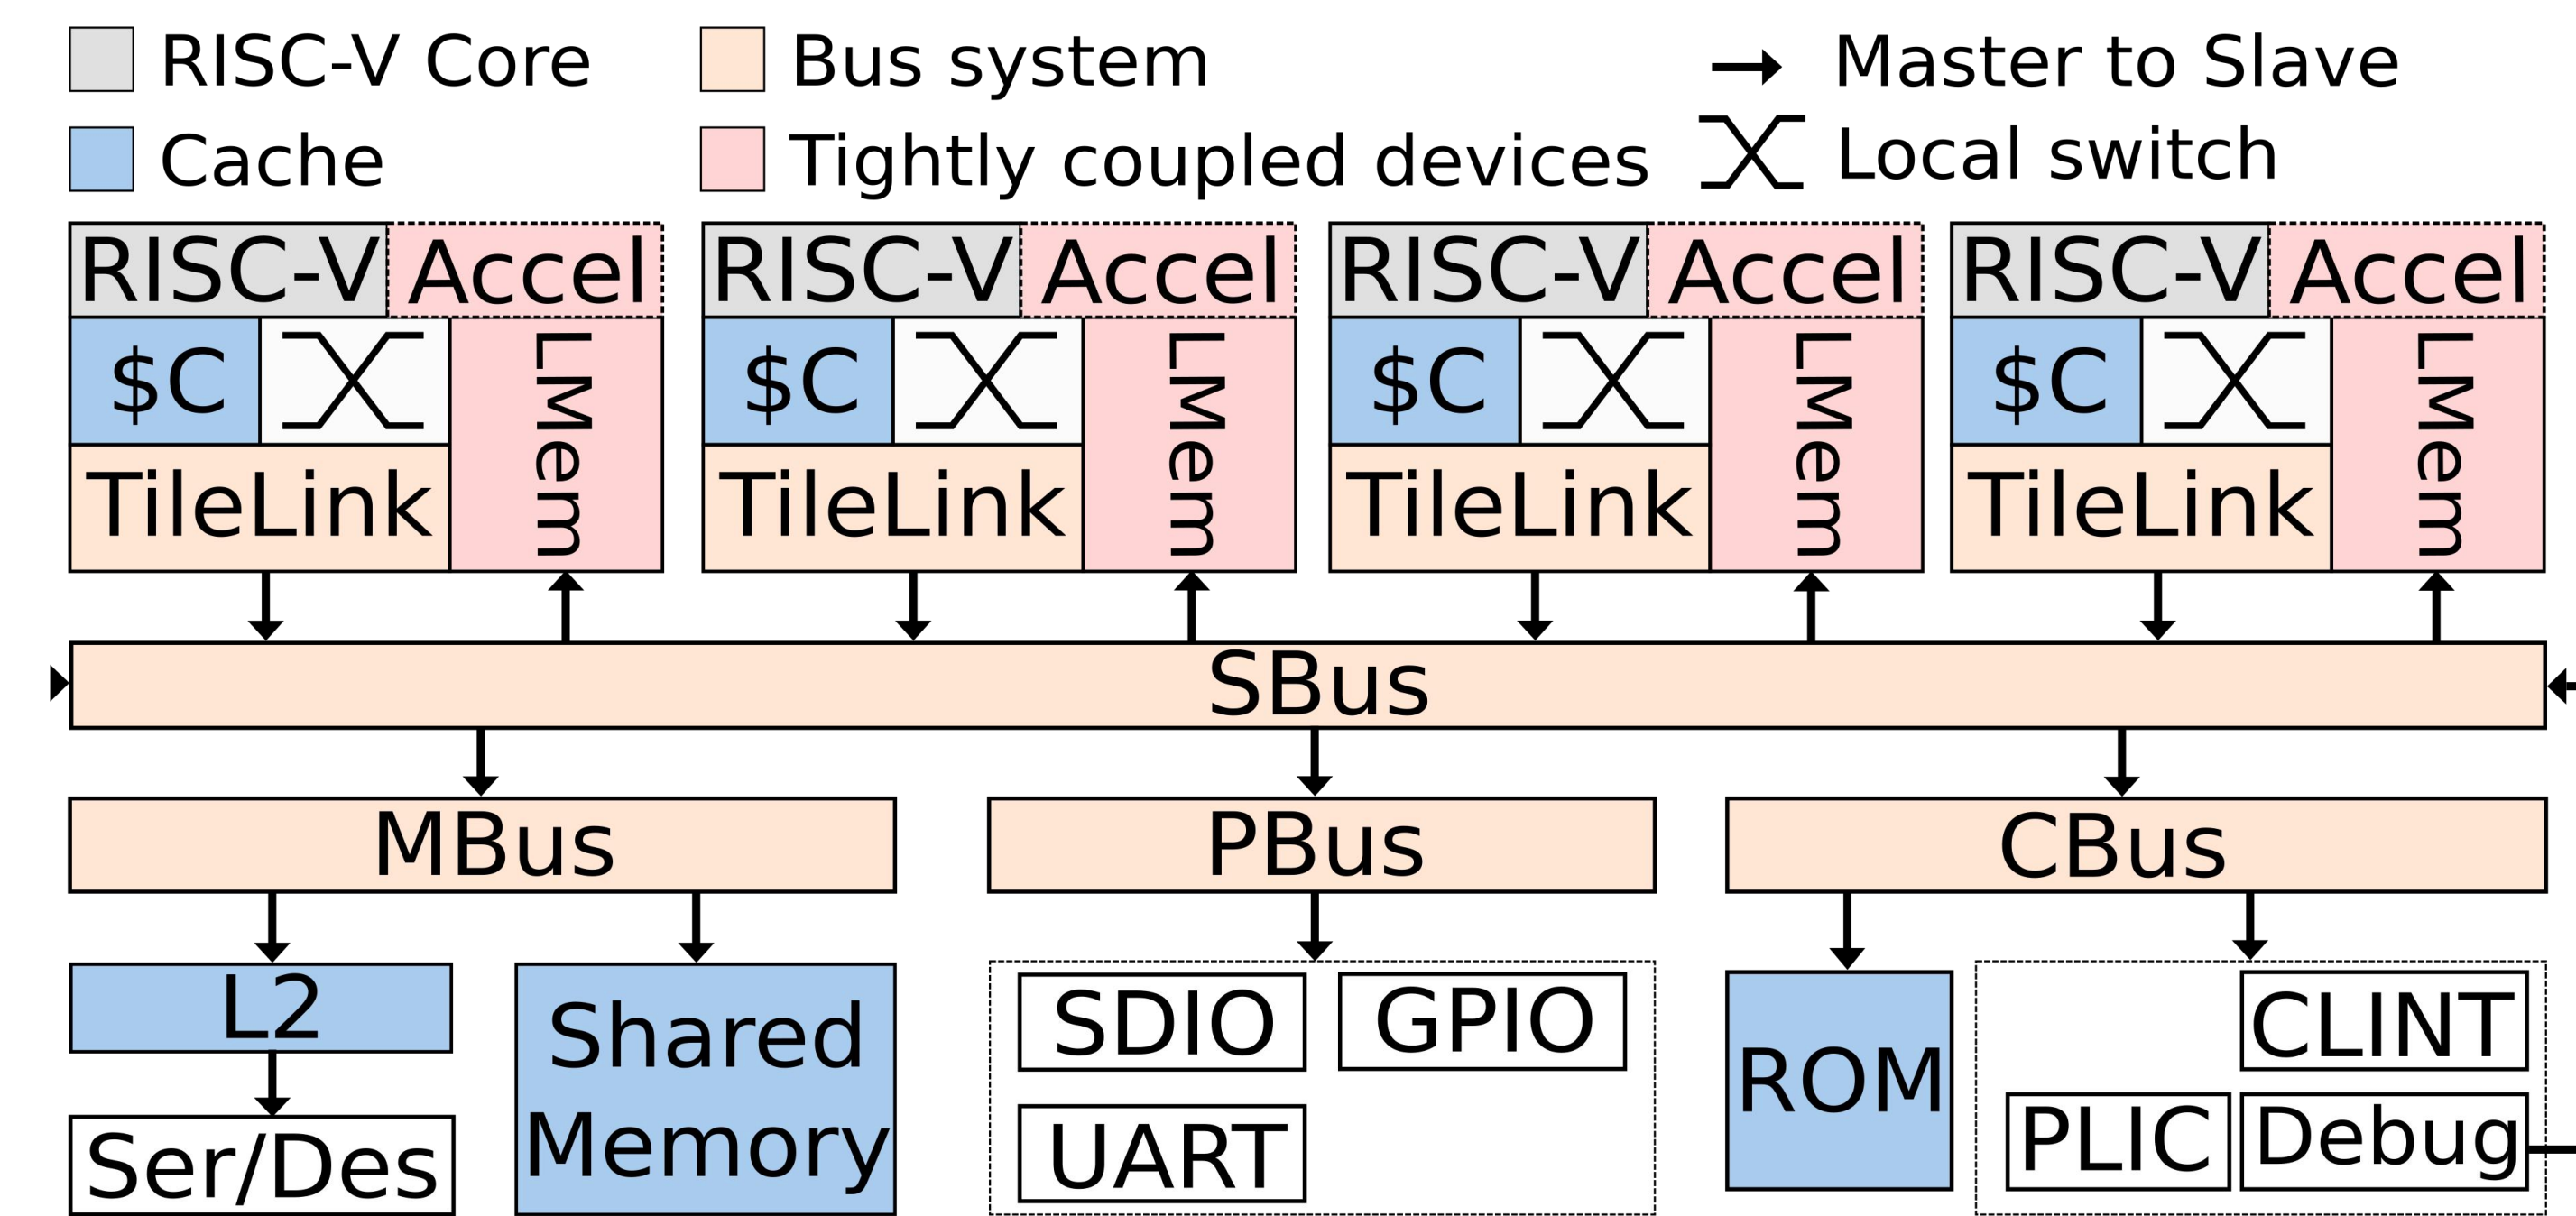 RISC-V Core
Bus system
Master to Slave
Cache
Tightly coupled devices
Local switch
RISC-V Accel
$C
LMem
TileLink
RISC-V Accel
$C
LMem
TileLink
RISC-V Accel
$C
LMem
TileLink
RISC-V Accel
$C
LMem
TileLink
SBus
MBus
PBus
CBus
L2
Shared
Memory
Ser/Des
SDIO
GPIO
UART
ROM
CLINT
PLIC
Debug